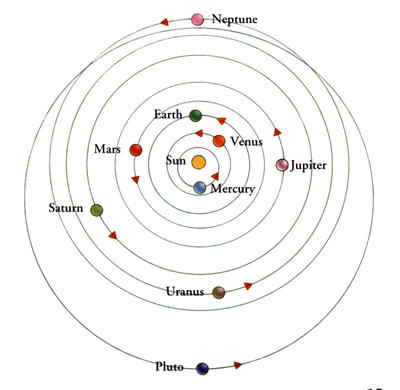 Neptune
Earth
Venus
Mars
Sun
Jupiter
Mercury
Saturn
Uranus
Pluto